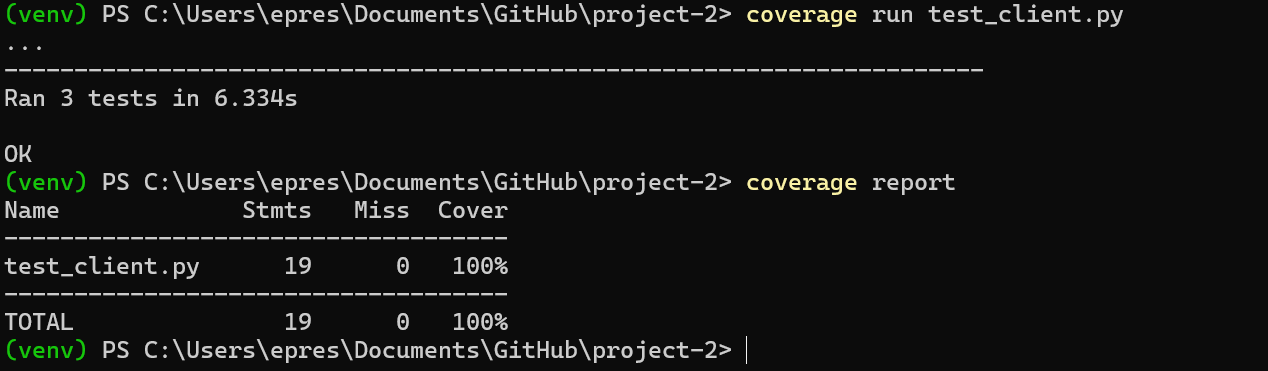 (venv) PS C:\Users\epres\Documents\GitHub\project-2> coverage run test_client.py
...
----------------------------------------------------------------------
Ran 3 tests in 6.334s

OK
(venv) PS C:\Users\epres\Documents\GitHub\project-2> coverage report
Name             Stmts   Miss  Cover
------------------------------------
test_client.py      19      0   100%
------------------------------------
TOTAL               19      0   100%
(venv) PS C:\Users\epres\Documents\GitHub\project-2>